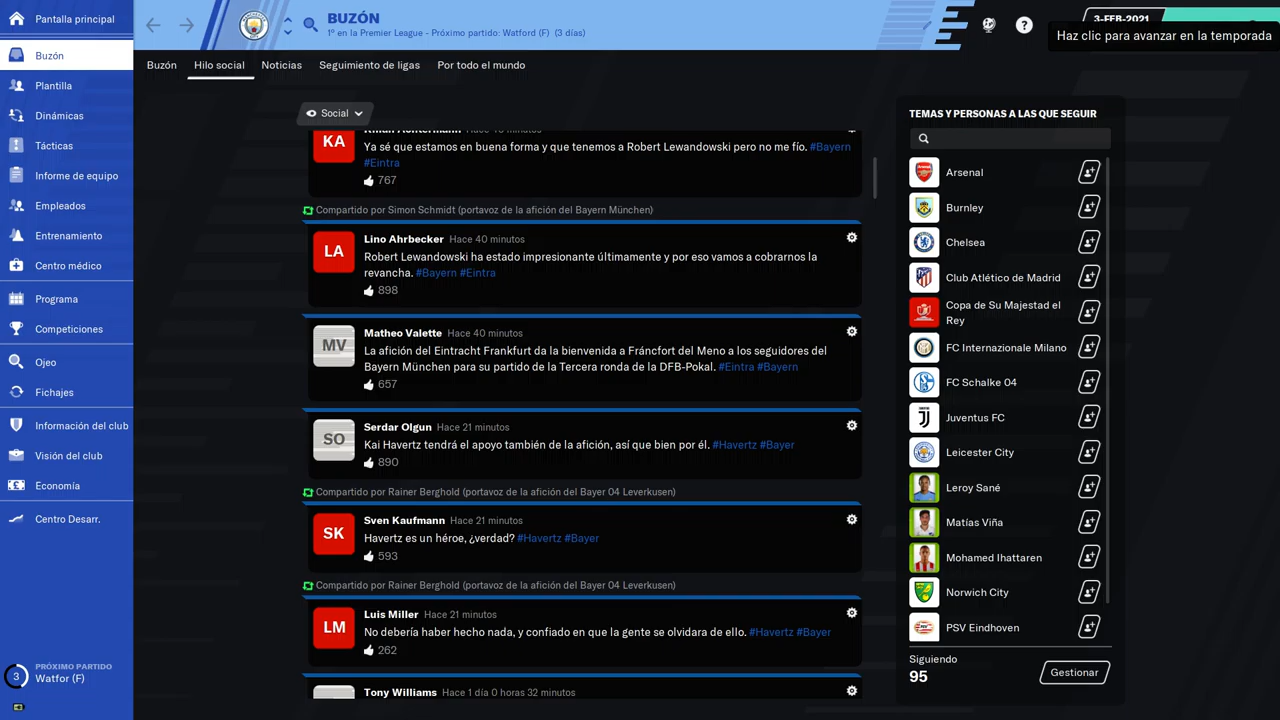 Pantalla principal
Buzón
Plantilla
Dinámicas
Tácticas
Informe de equipo
Empleados
Entrenamiento
Centro médico
Programa
Competiciones
Ojeo
Fichajes
Información del club
Visión del club
Economía
Centro Desarr.
3
PRÓXIMO PARTIDO
Watfor (F)
BUZÓN
1º en la Premier League - Próximo partido: Watford (F) (3 días)
?
3-FEB-2021
Haz clic para avanzar en la temporada
Buzón
Hilo social
Noticias
Seguimiento de ligas
Por todo el mundo
Social
KA
Hace 40 minutos
Ya sé que estamos en buena forma y que tenemos a Robert Lewandowski pero no me fío. #Bayern
#Eintra
767
Compartido por Simon Schmidt (portavoz de la afición del Bayern München)
LA
Lino Ahrbecker Hace 40 minutos
Robert Lewandowski ha estado impresionante últimamente y por eso vamos a cobrarnos la
revancha. #Bayern #Eintra
898
MV
Matheo Valette Hace 40 minutos
La afición del Eintracht Frankfurt da la bienvenida a Fráncfort del Meno a los seguidores del
Bayern München para su partido de la Tercera ronda de la DFB-Pokal. #Eintra #Bayern
657
SO
Serdar Olgun Hace 21 minutos
Kai Havertz tendrá el apoyo también de la afición, así que bien por él. #Havertz #Bayer
890
Compartido por Rainer Berghold (portavoz de la afición del Bayer 04 Leverkusen)
SK
Sven Kaufmann Hace 21 minutos
Havertz es un héroe, ¿verdad? #Havertz #Bayer
593
Compartido por Rainer Berghold (portavoz de la afición del Bayer 04 Leverkusen)
LM
Luis Miller Hace 21 minutos
No debería haber hecho nada, y confiado en que la gente se olvidara de ello. #Havertz #Bayer
262
Tony Williams Hace 1 día 0 horas 32 minutos
TEMAS Y PERSONAS A LAS QUE SEGUIR
Arsenal
Burnley
Chelsea
Club Atlético de Madrid
Copa de Su Majestad el
Rey
FC Internazionale Milano
FC Schalke 04
Juventus FC
Leicester City
Leroy Sané
Matías Viña
Mohamed Ihattaren
Norwich City
PSV Eindhoven
Siguiendo
95
Gestionar